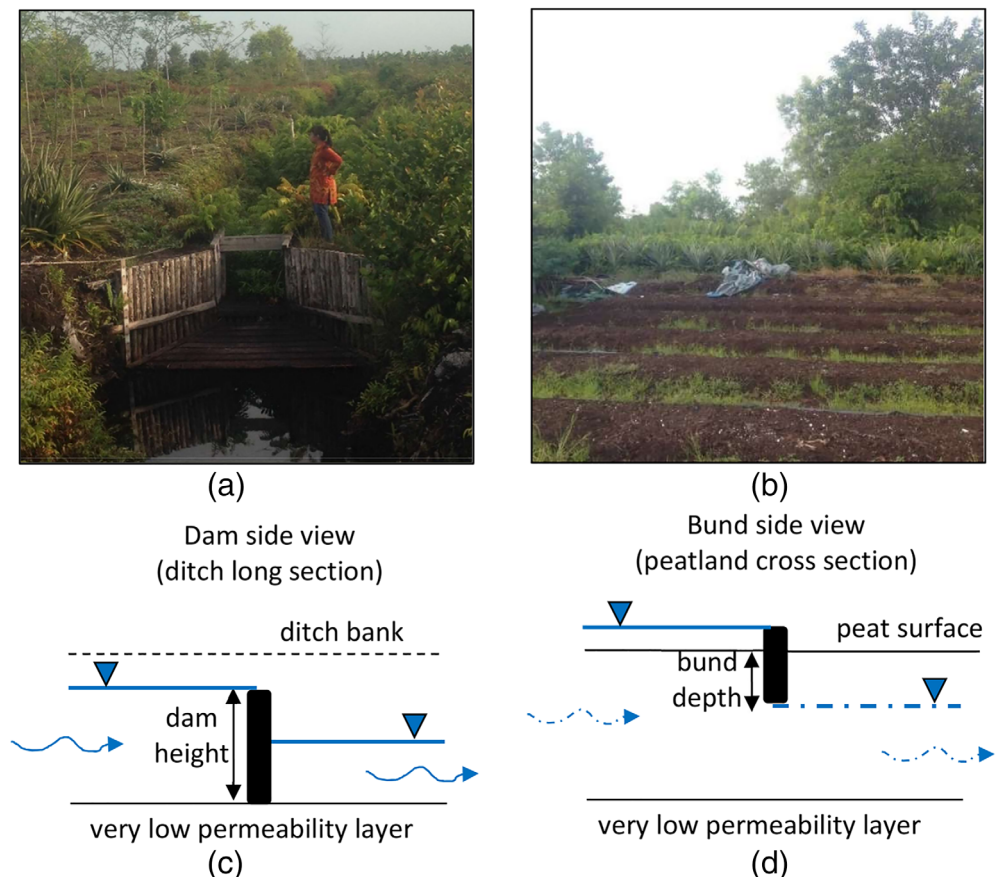 (a)
(b)
Dam side view
(ditch long section)
ditch bank
dam
height
very low permeability layer
(c)
Bund side view
(peatland cross section)
peat surface
bund
depth
very low permeability layer
(d)